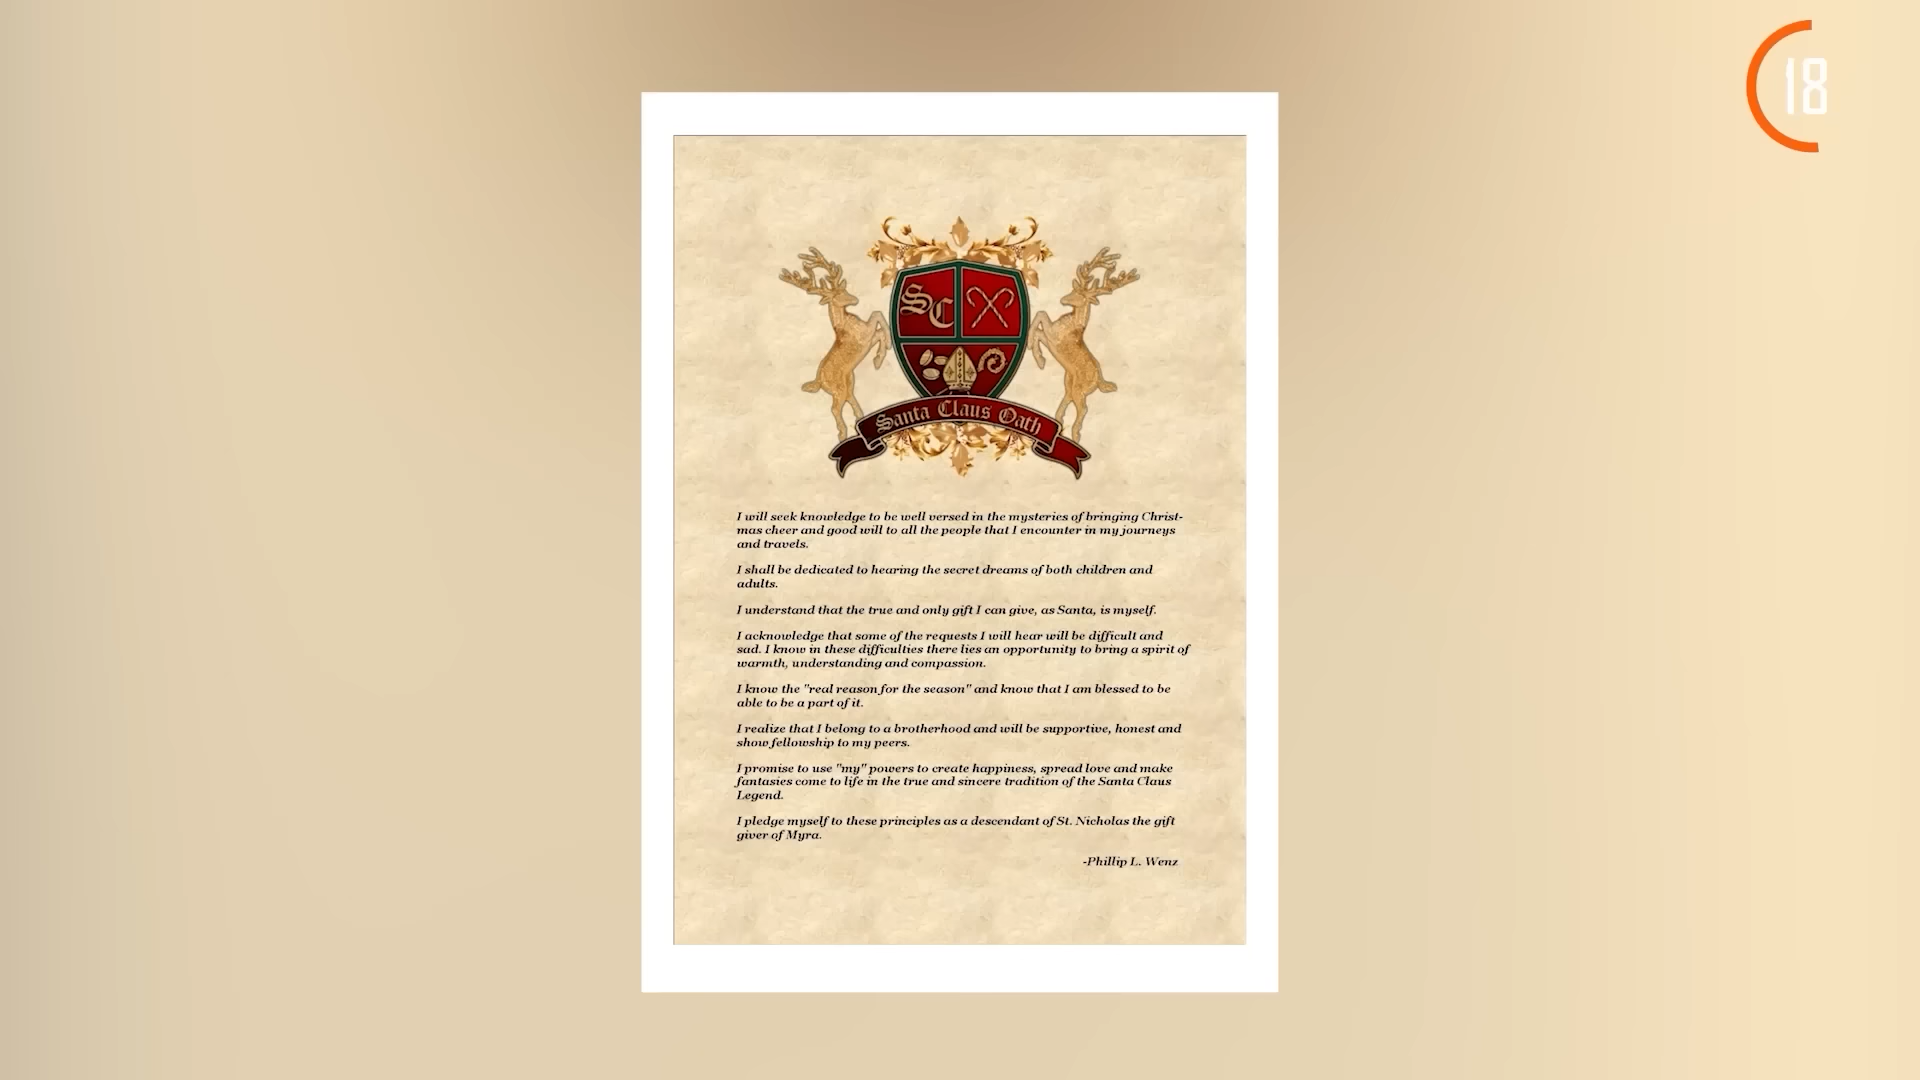 18
SC
Santa Claus Oath
I will seek knowledge to be well versed in the mysteries of bringing Christ-
mas cheer and good will to all the people that I encounter in my journeys
and travels.
I shall be dedicated to hearing the secret dreams of both children and
adults.
I understand that the true and only gift I can give, as Santa, is myself.
I acknowledge that some of the requests I will hear will be difficult and
sad. I know in these difficulties there lies an opportunity to bring a spirit of
warmth, understanding and compassion.
I know the "real reason for the season" and know that I am blessed to be
able to be a part of it.
I realize that I belong to a brotherhood and will be supportive, honest and
show fellowship to my peers.
I promise to use "my" powers to create happiness, spread love and make
fantasies come to life in the true and sincere tradition of the Santa Claus
Legend.
I pledge myself to these principles as a descendant of St. Nicholas the gift
giver of Myra.
-Phillip L. Wenz